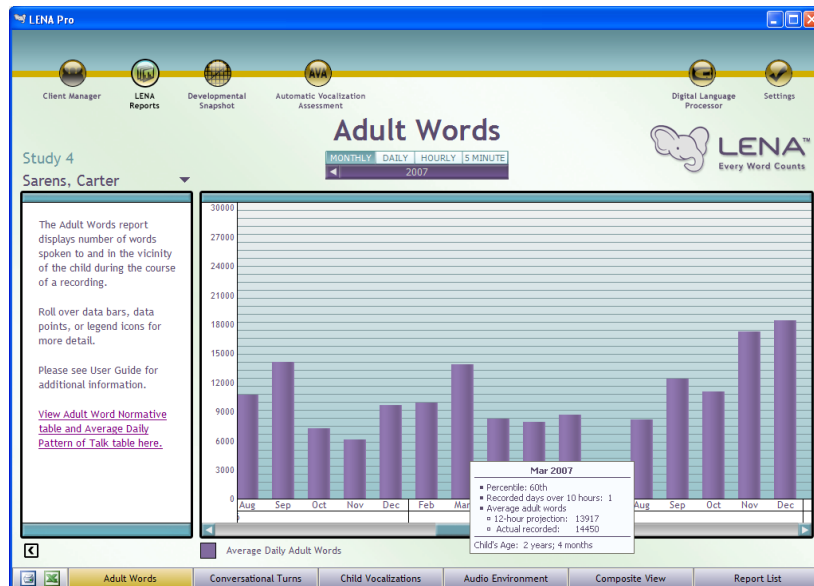 LENA Pro
Client Manager
LENA
Reports
Developmental
Snapshot
AVA
Automatic Vocalization
Assessment
Digital Language
Processor
Settings
Adult Words
MONTHLY DAILY HOURLY 5 MINUTE
2007
LENA™
Every Word Counts
Study 4
Sarens, Carter
The Adult Words report
displays number of words
spoken to and in the vicinity
of the child during the course
of a recording.
Roll over data bars, data
points, or legend icons for
more detail.
Please see User Guide for
additional information.
View Adult Word Normative
table and Average Daily
Pattern of Talk table here.
30000
27000
24000
21000
18000
15000
12000
9000
6000
3000
0
Aug Sep Oct Nov Dec Feb Mar Aug Sep Oct Nov Dec
Mar 2007
Percentile: 60th
Recorded days over 10 hours: 1
Average adult words
12-hour projection: 13917
Actual recorded: 14450
Child's Age: 2 years; 4 months
Average Daily Adult Words
Adult Words Conversational Turns Child Vocalizations Audio Environment Composite View Report List